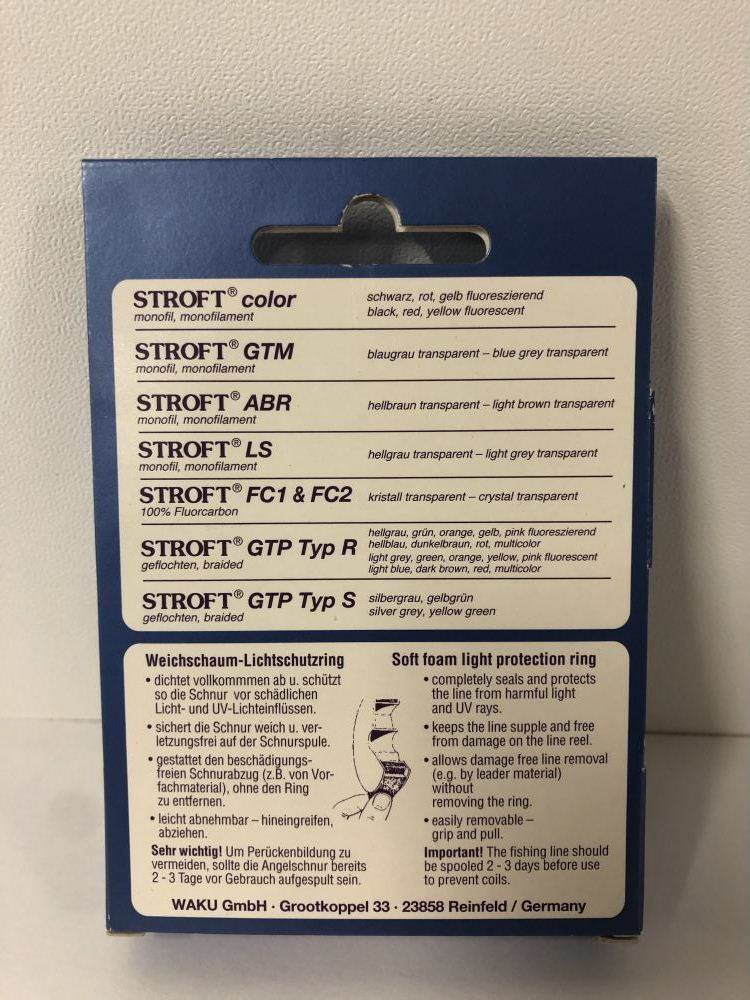 STROFT® color
monofil, monofilament
schwarz, rot, gelb fluoreszierend
black, red, yellow fluorescent
STROFT® GTM
monofil, monofilament
blaugrau transparent – blue grey transparent
STROFT® ABR
monofil, monofilament
hellbraun transparent – light brown transparent
STROFT® LS
monofil, monofilament
hellgrau transparent – light grey transparent
STROFT® FC1 & FC2
100% Fluorcarbon
kristall transparent – crystal transparent
STROFT® GTP Typ R
geflochten, braided
hellgrau, grün, orange, gelb, pink fluoreszierend
hellblau, dunkelbraun, rot, multicolor
light grey, green, orange, yellow, pink fluorescent
light blue, dark brown, red, multicolor
STROFT® GTP Typ S
geflochten, braided
silbergrau, gelbgrün
silver grey, yellow green
Weichschaum-Lichtschutzring
• dichtet vollkommmen ab u. schützt
so die Schnur vor schädlichen
Licht- und UV-Lichteinflüssen.
• sichert die Schnur weich u. ver-
letzungsfrei auf der Schnurspule.
• gestattet den beschädigungs-
freien Schnurabzug (z.B. von Vor-
fachmaterial), ohne den Ring
zu entfernen.
• leicht abnehmbar – hineingreifen,
abziehen.
Sehr wichtig! Um Perückenbildung zu
vermeiden, sollte die Angelschnur bereits
2 - 3 Tage vor Gebrauch aufgespult sein.
Soft foam light protection ring
• completely seals and protects
the line from harmful light
and UV rays.
• keeps the line supple and free
from damage on the line reel.
• allows damage free line removal
(e.g. by leader material)
without
removing the ring.
• easily removable –
grip and pull.
Important! The fishing line should
be spooled 2 - 3 days before use
to prevent coils.
WAKU GmbH · Grootkoppel 33 · 23858 Reinfeld / Germany